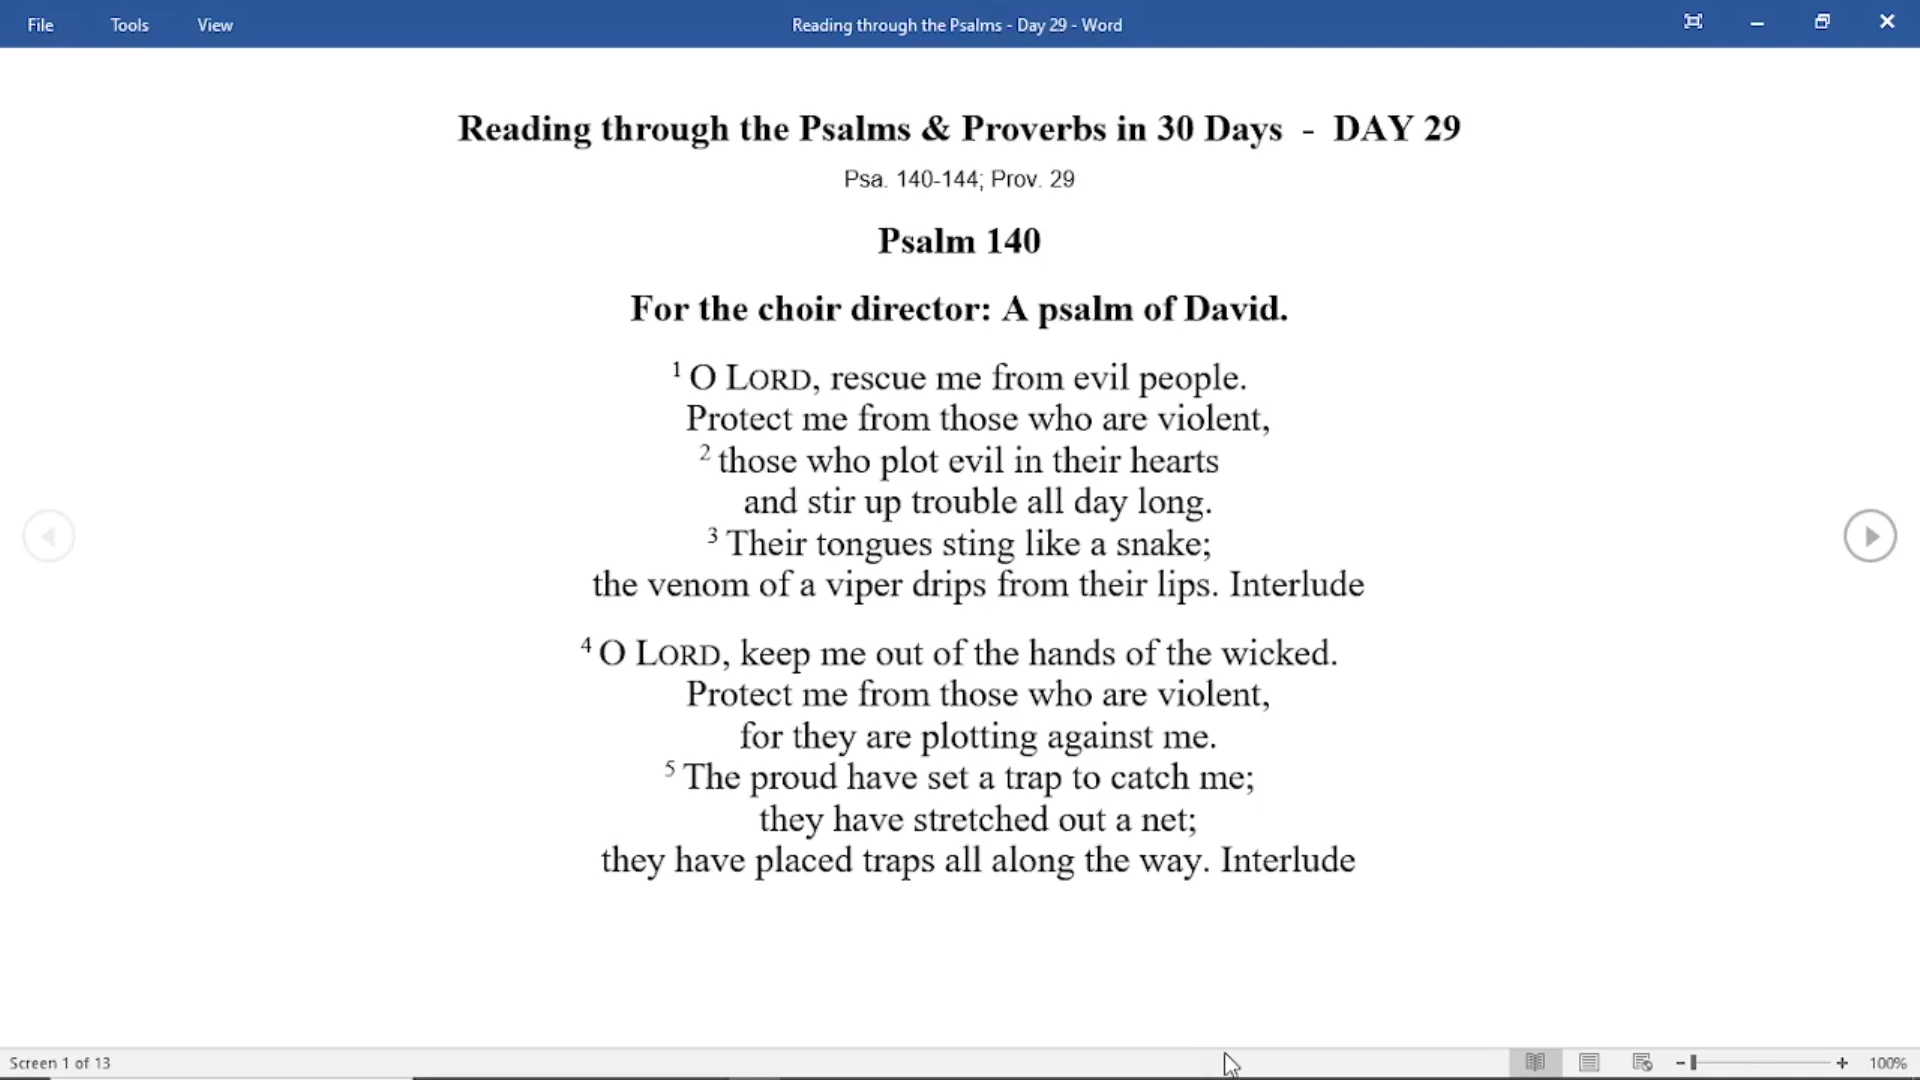 File Tools View Reading through the Psalms - Day 29 - Word
Reading through the Psalms & Proverbs in 30 Days - DAY 29
Psa. 140-144; Prov. 29
Psalm 140
For the choir director: A psalm of David.
1 O LORD, rescue me from evil people.
Protect me from those who are violent,
2 those who plot evil in their hearts
and stir up trouble all day long.
3 Their tongues sting like a snake;
the venom of a viper drips from their lips. Interlude
4 O LORD, keep me out of the hands of the wicked.
Protect me from those who are violent,
for they are plotting against me.
5 The proud have set a trap to catch me;
they have stretched out a net;
they have placed traps all along the way. Interlude
Screen 1 of 13 100%